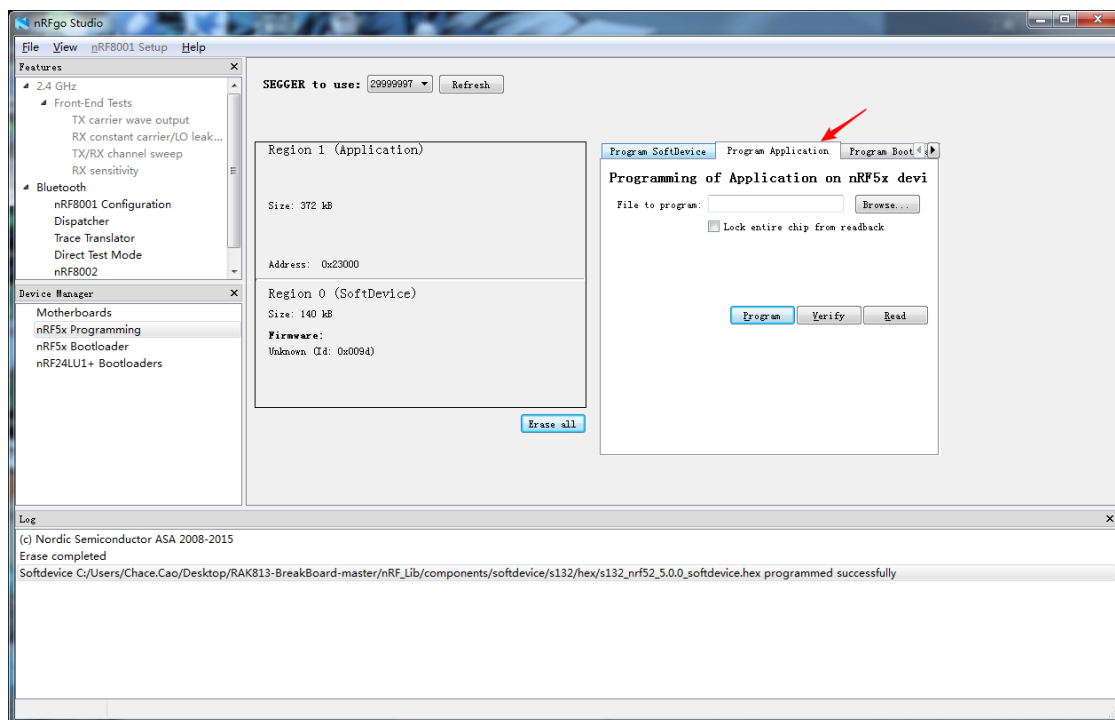 nRFgo Studio
File View nRF8001 Setup Help
Features
2.4 GHz
Front-End Tests
TX carrier wave output
RX constant carrier/LO leak...
TX/RX channel sweep
RX sensitivity
Bluetooth
nRF8001 Configuration
Dispatcher
Trace Translator
Direct Test Mode
nRF8002
Device Manager
Motherboards
nRF5x Programming
nRF5x Bootloader
nRF24LU1+ Bootloaders
SEGGER to use: 29999997 Refresh
Region 1 (Application)
Size: 372 kB
Address: 0x23000
Region 0 (SoftDevice)
Size: 140 kB
Firmware:
Unknown (Id: 0x009d)
Erase all
Program SoftDevice Program Application Program Boot
Programming of Application on nRF5x devi
File to program: Browse...
Lock entire chip from readback
Program Verify Read
Log
(c) Nordic Semiconductor ASA 2008-2015
Erase completed
Softdevice C:/Users/Chace.Cao/Desktop/RAK813-BreakBoard-master/nRF_Lib/components/softdevice/s132/hex/s132_nrf52_5.0.0_softdevice.hex programmed successfully